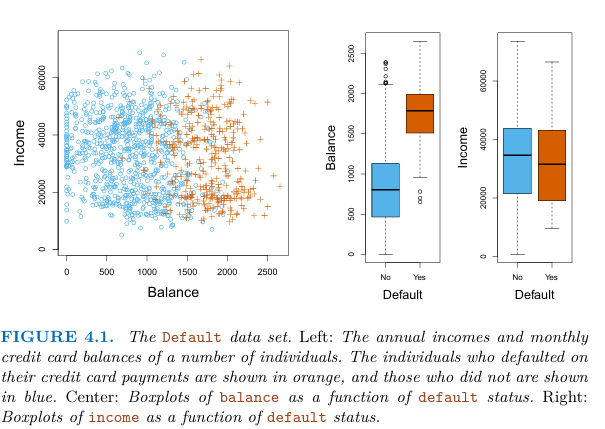 Income
0
20000
40000
60000
0
500
1000
1500
2000
2500
Balance
Balance
0
500
1000
1500
2000
2500
No
Yes
Default
Income
0
20000
40000
60000
No
Yes
Default
FIGURE 4.1. The Default data set. Left: The annual incomes and monthly
credit card balances of a number of individuals. The individuals who defaulted on
their credit card payments are shown in orange, and those who did not are shown
in blue. Center: Boxplots of balance as a function of default status. Right:
Boxplots of income as a function of default status.